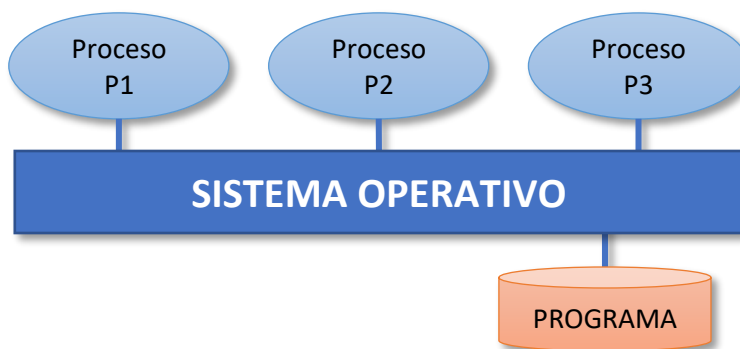 Proceso
P1
Proceso
P2
Proceso
P3
SISTEMA OPERATIVO
PROGRAMA